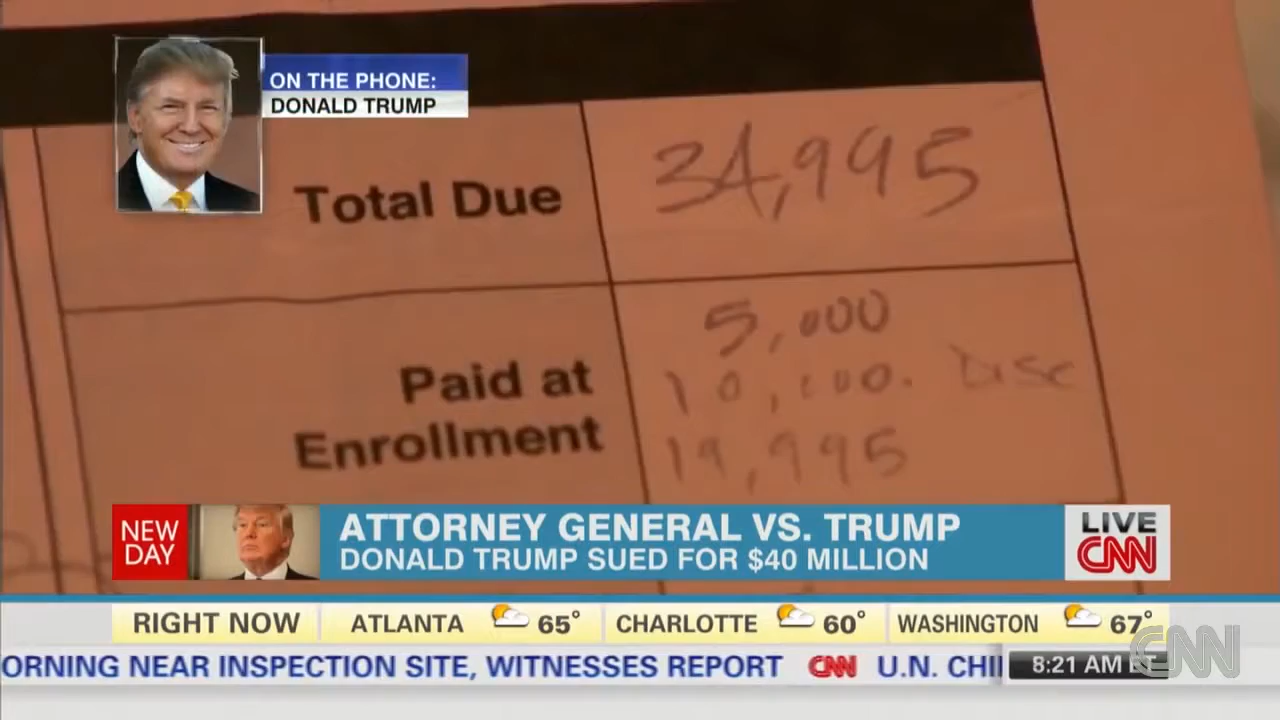 ON THE PHONE:
DONALD TRUMP
Total Due
34,995
Paid at
Enrollment
5,000
10,000. Disc
19,995
NEW
DAY
ATTORNEY GENERAL VS. TRUMP
DONALD TRUMP SUED FOR $40 MILLION
LIVE
CNN
RIGHT NOW
ATLANTA 65°
CHARLOTTE 60°
WASHINGTON 67°
ORNING NEAR INSPECTION SITE, WITNESSES REPORT CNN U.N. CHI
8:21 AM ET
CNN